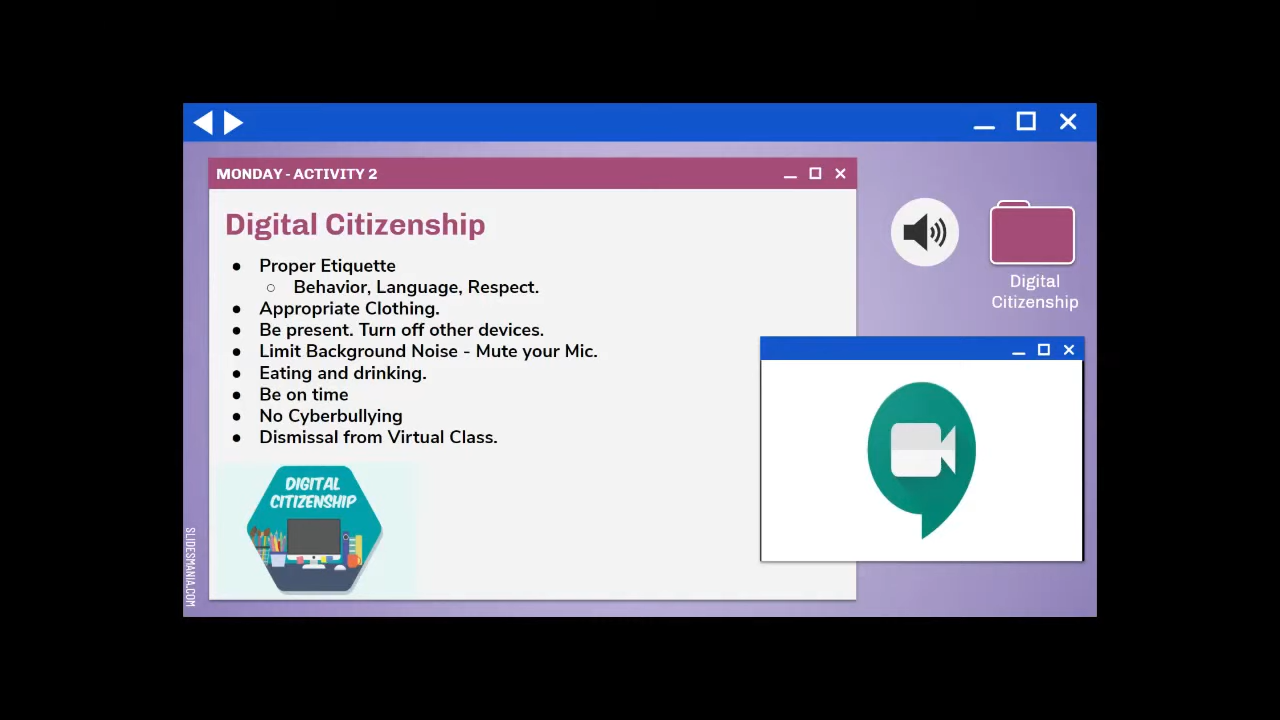 MONDAY - ACTIVITY 2
Digital Citizenship
● Proper Etiquette
○ Behavior, Language, Respect.
● Appropriate Clothing.
● Be present. Turn off other devices.
● Limit Background Noise - Mute your Mic.
● Eating and drinking.
● Be on time
● No Cyberbullying
● Dismissal from Virtual Class.
DIGITAL
CITIZENSHIP
Digital
Citizenship
SLIDESMANIA.COM